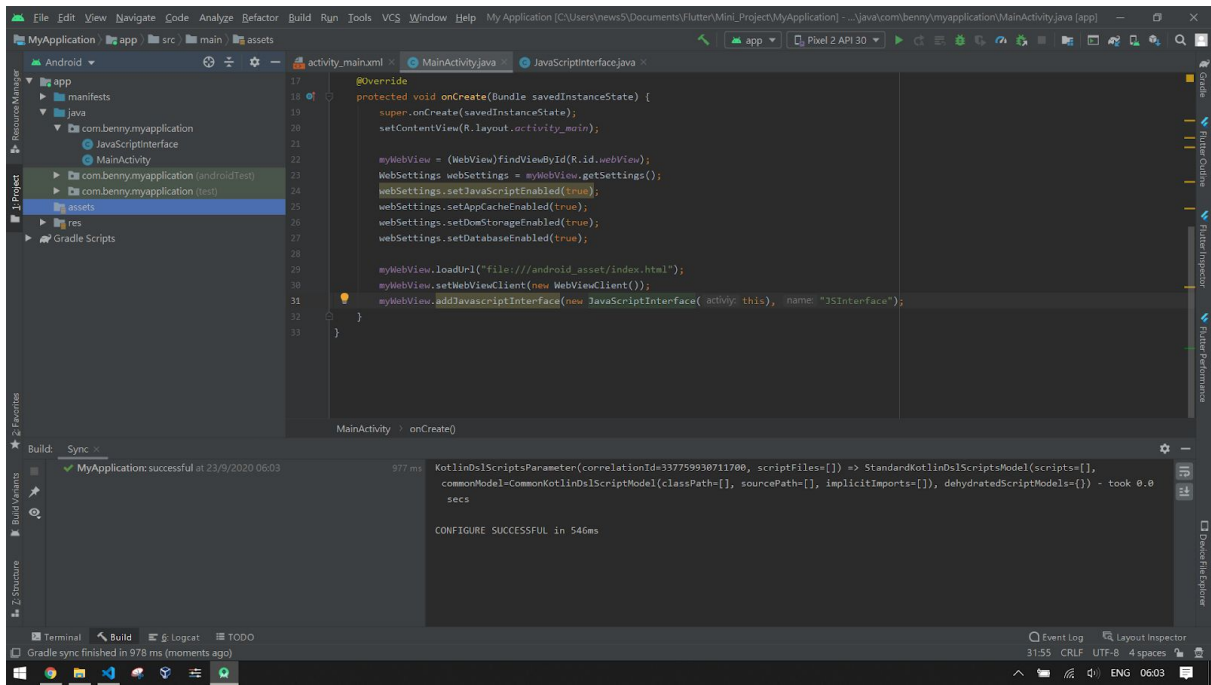 File Edit View Navigate Code Analyze Refactor Build Run Tools VCS Window Help My Application [C:\Users\news5\Documents\Flutter\Mini_Project\MyApplication] - ...\java\com\benny\myapplication\MainActivity.java [app]
MyApplication app src main assets
app Pixel 2 API 30
Android
activity_main.xml MainActivity.java JavaScriptInterface.java
Resource Manager
1: Project
2: Favorites
Build Variants
Z: Structure
app
manifests
java
com.benny.myapplication
JavaScriptInterface
MainActivity
com.benny.myapplication (androidTest)
com.benny.myapplication (test)
assets
res
Gradle Scripts
17 @Override
18 protected void onCreate(Bundle savedInstanceState) {
19 super.onCreate(savedInstanceState);
20 setContentView(R.layout.activity_main);
21
22 myWebView = (WebView)findViewById(R.id.webView);
23 WebSettings webSettings = myWebView.getSettings();
24 webSettings.setJavaScriptEnabled(true);
25 webSettings.setAppCacheEnabled(true);
26 webSettings.setDomStorageEnabled(true);
27 webSettings.setDatabaseEnabled(true);
28
29 myWebView.loadUrl("file:///android_asset/index.html");
30 myWebView.setWebViewClient(new WebViewClient());
31 myWebView.addJavascriptInterface(new JavaScriptInterface( activiy: this), name: "JSInterface");
32 }
33 }
MainActivity onCreate()
Gradle
Flutter Outline
Flutter Inspector
Flutter Performance
Device File Explorer
Build: Sync
MyApplication: successful at 23/9/2020 06:03 977 ms
KotlinDslScriptsParameter(correlationId=337759930711700, scriptFiles=[]) => StandardKotlinDslScriptsModel(scripts=[],
commonModel=CommonKotlinDslScriptModel(classPath=[], sourcePath=[], implicitImports=[]), dehydratedScriptModels={}) - took 0.0
secs
CONFIGURE SUCCESSFUL in 546ms
Terminal Build 6: Logcat TODO Event Log Layout Inspector
Gradle sync finished in 978 ms (moments ago) 31:55 CRLF UTF-8 4 spaces
ENG 06:03